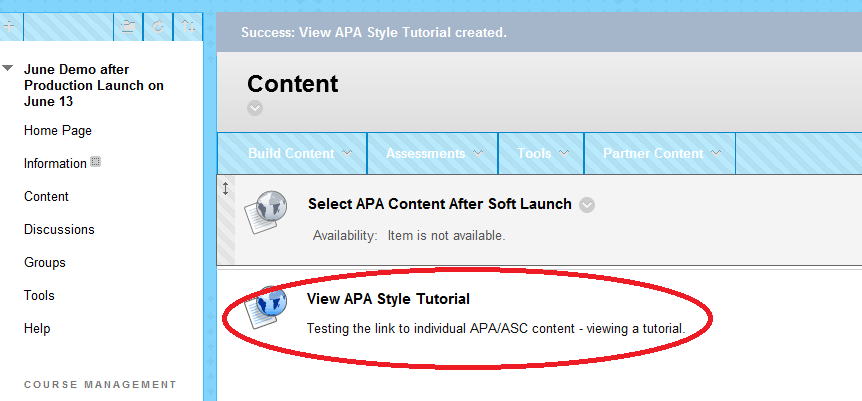 Success: View APA Style Tutorial created.
June Demo after
Production Launch on
June 13
Home Page
Information
Content
Discussions
Groups
Tools
Help
COURSE MANAGEMENT
Content
Build Content
Assessments
Tools
Partner Content
Select APA Content After Soft Launch
Availability: Item is not available.
View APA Style Tutorial
Testing the link to individual APA/ASC content - viewing a tutorial.